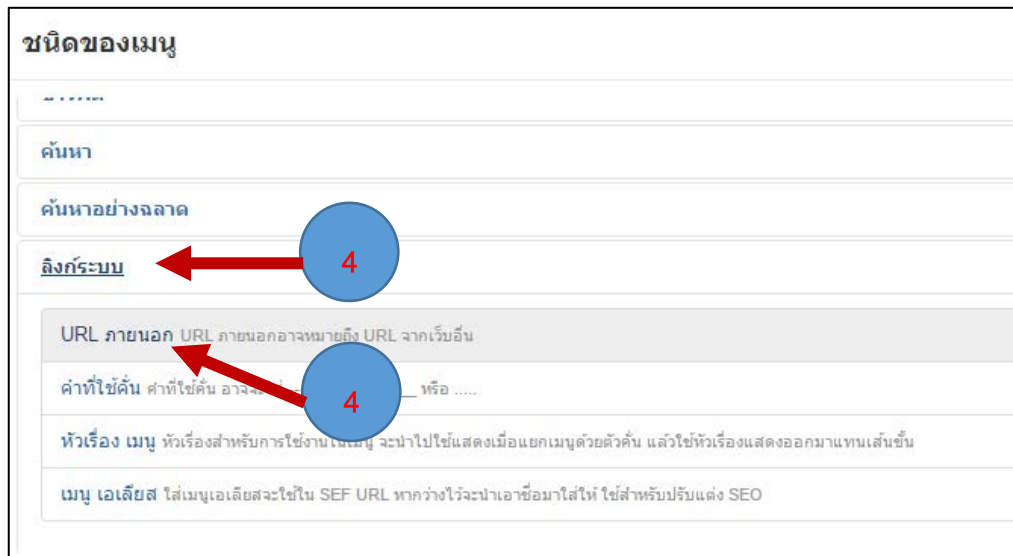 ชนิดของเมนู
ค้นหา
ค้นหาอย่างฉลาด
ลิงก์ระบบ
4
URL ภายนอก URL ภายนอกอาจหมายถึง URL จากเว็บอื่น
ค่าที่ใช้คั่น ค่าที่ใช้คั่น หรือ .....
4
หัวเรื่อง เมนู หัวเรื่องสำหรับการใช้งานในเมนู จะนำไปใช้แสดงเมื่อแยกเมนูด้วยตัวคั่น แล้วใช้หัวเรื่องแสดงออกมาแทนเส้นขั้น
เมนู เอเลียส ใส่เมนูเอเลียสจะใช้ใน SEF URL หากว่างไว้จะนำเอาชื่อมาใส่ให้ ใช้สำหรับปรับแต่ง SEO